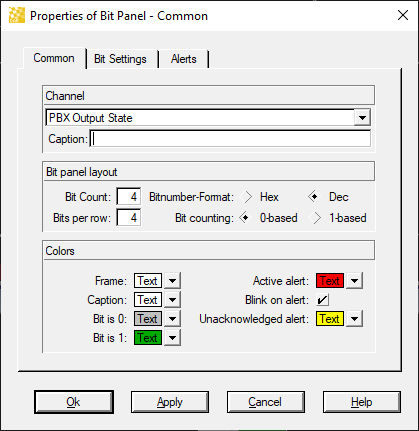 Properties of Bit Panel - Common
Common Bit Settings Alerts
Channel
PBX Output State
Caption:
Bit panel layout
Bit Count: 4 Bitnumber-Format: Hex Dec
Bits per row: 4 Bit counting: 0-based 1-based
Colors
Frame: Text Active alert: Text
Caption: Text Blink on alert:
Bit is 0: Text Unacknowledged alert: Text
Bit is 1: Text
Ok Apply Cancel Help